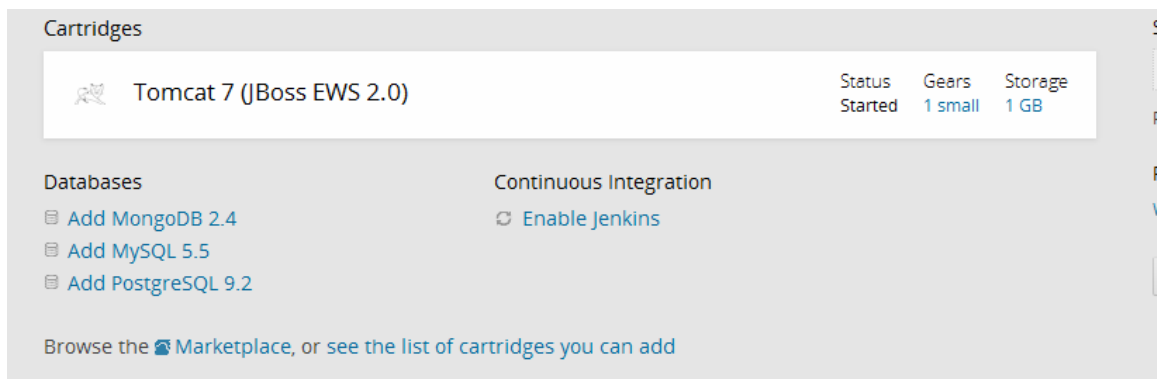 Cartridges
Tomcat 7 (JBoss EWS 2.0)
Status Gears Storage
Started 1 small 1 GB
Databases
Continuous Integration
Add MongoDB 2.4
Enable Jenkins
Add MySQL 5.5
Add PostgreSQL 9.2
Browse the Marketplace, or see the list of cartridges you can add